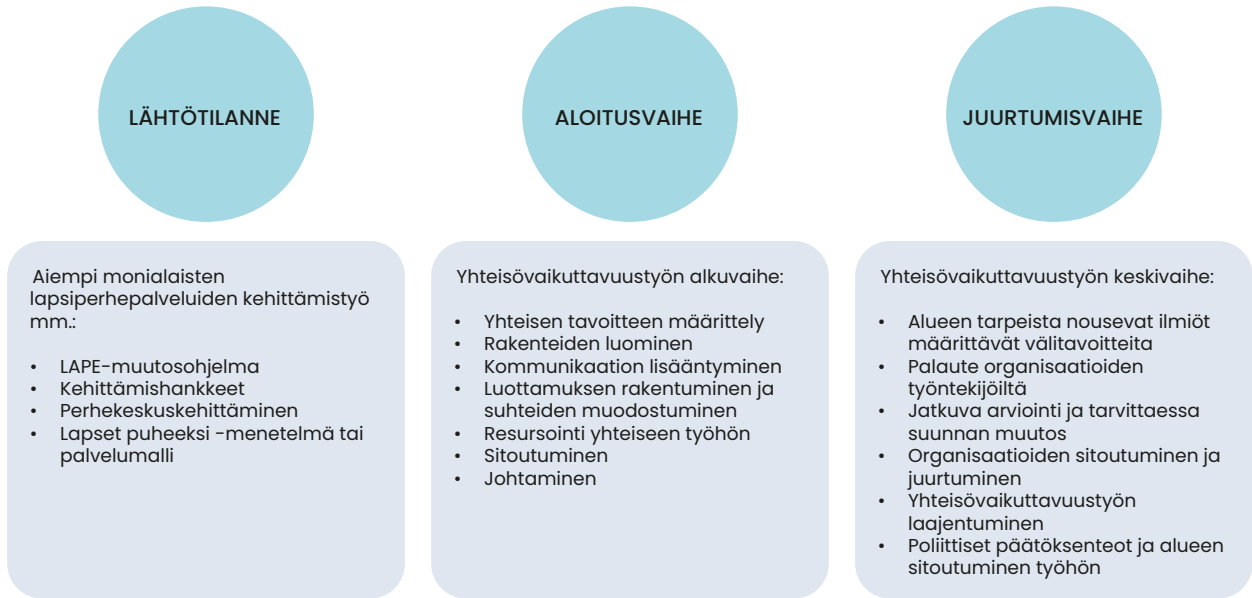 LÄHTÖTILANNE
Aiempi monialaisten
lapsiperhepalveluiden kehittämistyö
mm.:
• LAPE-muutosohjelma
• Kehittämishankkeet
• Perhekeskuskehittäminen
• Lapset puheeksi -menetelmä tai
palvelumalli
ALOITUSVAIHE
Yhteisövaikuttavuustyön alkuvaihe:
• Yhteisen tavoitteen määrittely
• Rakenteiden luominen
• Kommunikaation lisääntyminen
• Luottamuksen rakentuminen ja
suhteiden muodostuminen
• Resursointi yhteiseen työhön
• Sitoutuminen
• Johtaminen
JUURTUMISVAIHE
Yhteisövaikuttavuustyön keskivaihe:
• Alueen tarpeista nousevat ilmiöt
määrittävät välitavoitteita
• Palaute organisaatioiden
työntekijöiltä
• Jatkuva arviointi ja tarvittaessa
suunnan muutos
• Organisaatioiden sitoutuminen ja
juurtuminen
• Yhteisövaikuttavuustyön
laajentuminen
• Poliittiset päätöksenteot ja alueen
sitoutuminen työhön